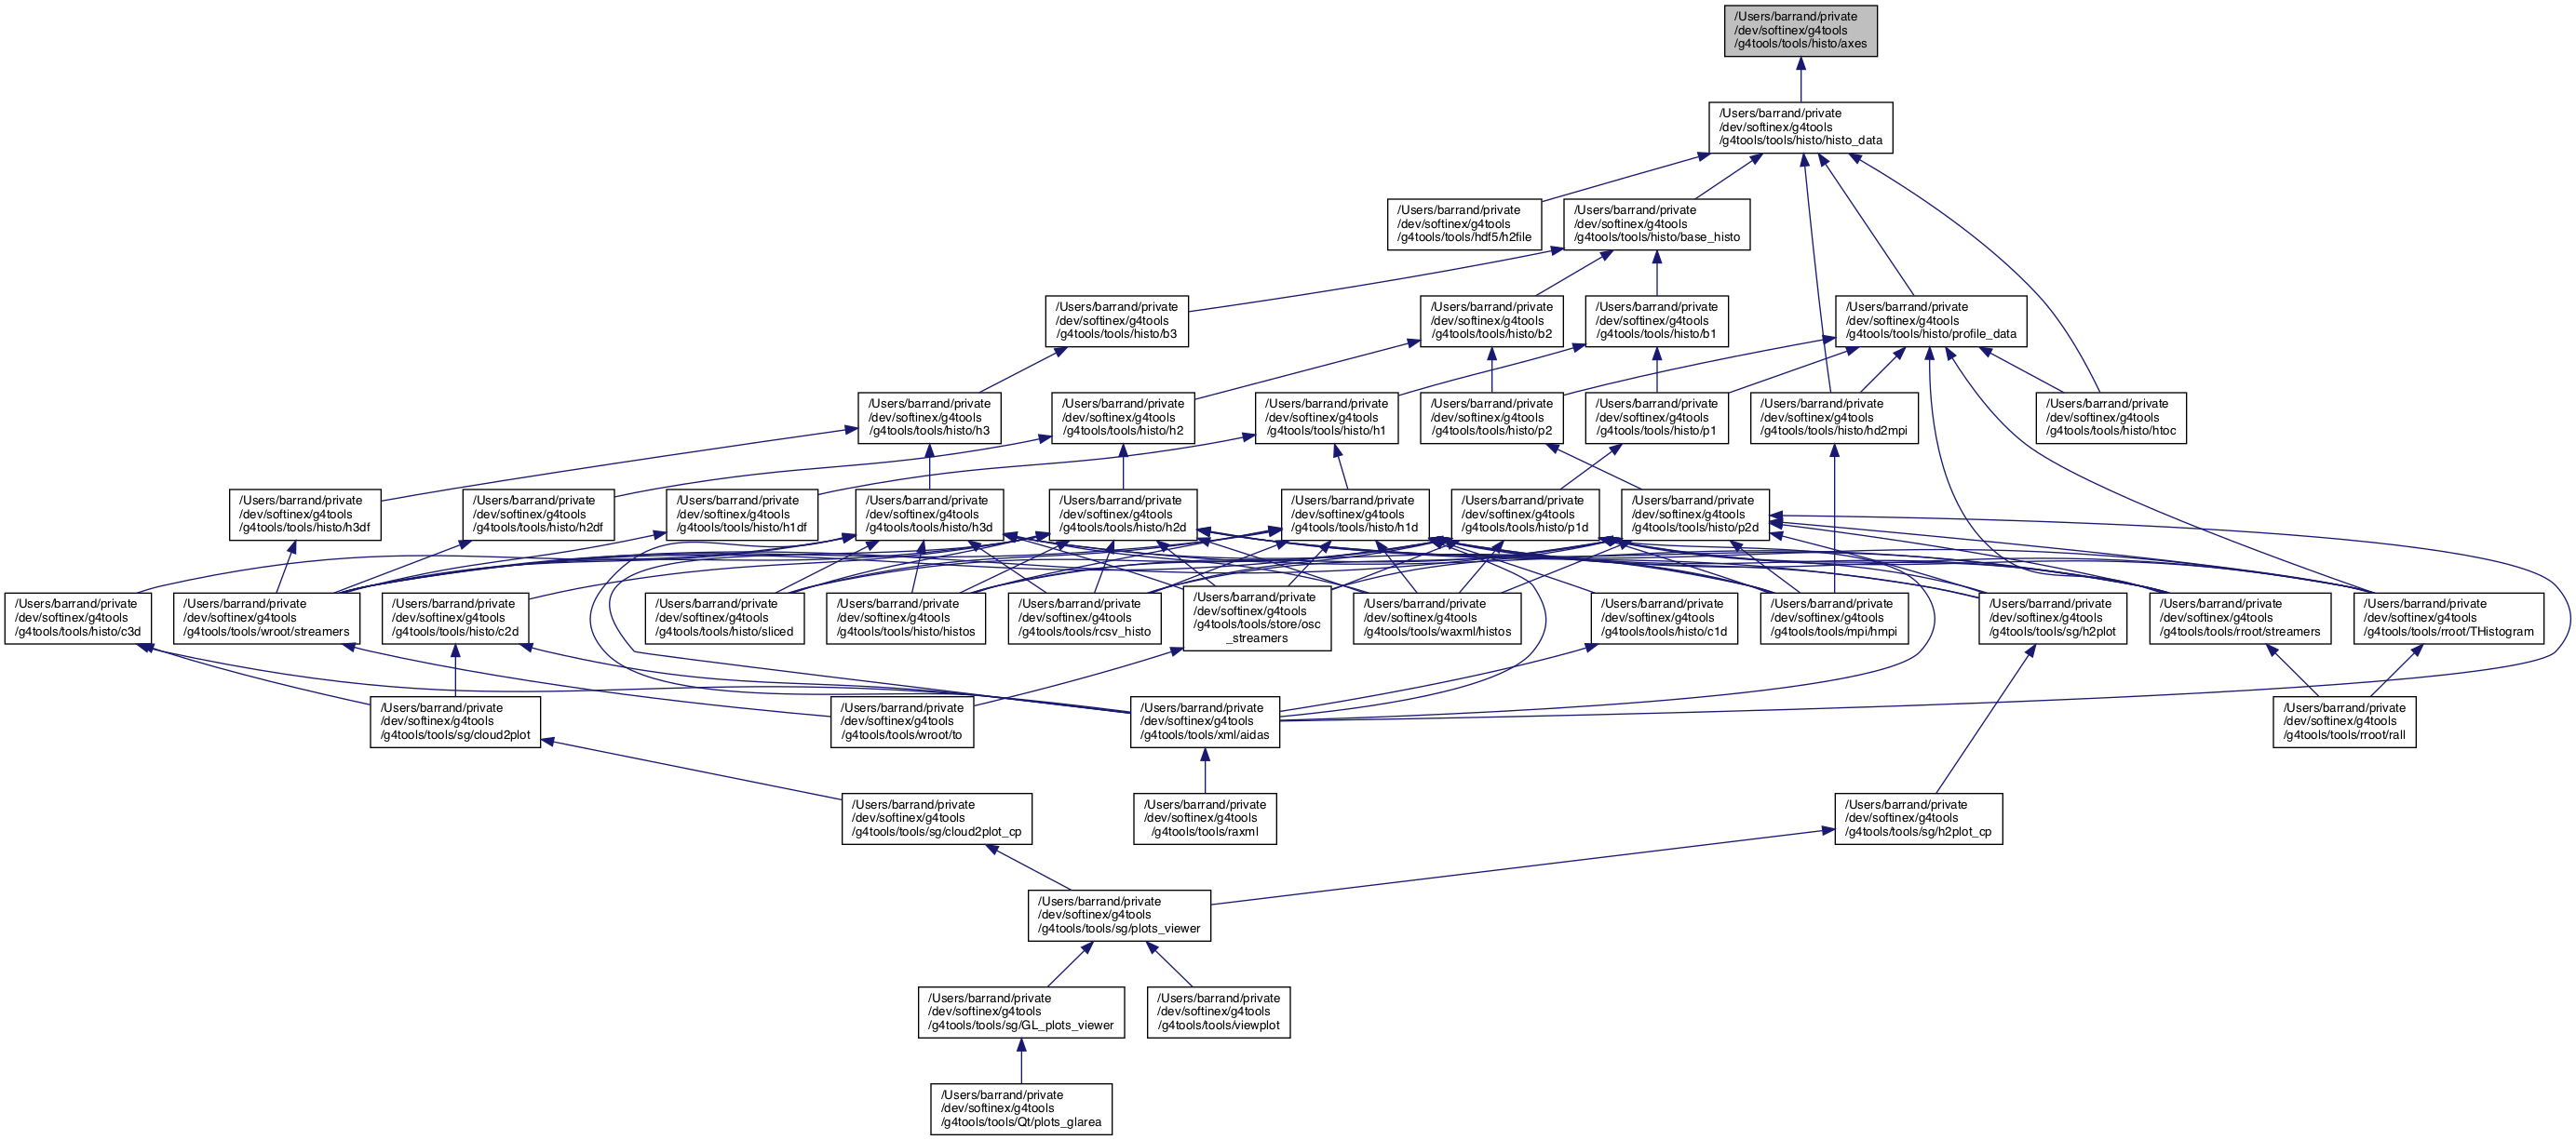 /Users/barrand/private
/dev/softinex/g4tools
/g4tools/tools/histo/axes
/Users/barrand/private
/dev/softinex/g4tools
/g4tools/tools/histo/histo_data
/Users/barrand/private
/dev/softinex/g4tools
/g4tools/tools/hdf5/h2file
/Users/barrand/private
/dev/softinex/g4tools
/g4tools/tools/histo/base_histo
/Users/barrand/private
/dev/softinex/g4tools
/g4tools/tools/histo/b3
/Users/barrand/private
/dev/softinex/g4tools
/g4tools/tools/histo/b2
/Users/barrand/private
/dev/softinex/g4tools
/g4tools/tools/histo/b1
/Users/barrand/private
/dev/softinex/g4tools
/g4tools/tools/histo/profile_data
/Users/barrand/private
/dev/softinex/g4tools
/g4tools/tools/histo/h3
/Users/barrand/private
/dev/softinex/g4tools
/g4tools/tools/histo/h2
/Users/barrand/private
/dev/softinex/g4tools
/g4tools/tools/histo/h1
/Users/barrand/private
/dev/softinex/g4tools
/g4tools/tools/histo/p2
/Users/barrand/private
/dev/softinex/g4tools
/g4tools/tools/histo/p1
/Users/barrand/private
/dev/softinex/g4tools
/g4tools/tools/histo/hd2mpi
/Users/barrand/private
/dev/softinex/g4tools
/g4tools/tools/histo/htoc
/Users/barrand/private
/dev/softinex/g4tools
/g4tools/tools/histo/h3df
/Users/barrand/private
/dev/softinex/g4tools
/g4tools/tools/histo/h2df
/Users/barrand/private
/dev/softinex/g4tools
/g4tools/tools/histo/h1df
/Users/barrand/private
/dev/softinex/g4tools
/g4tools/tools/histo/h3d
/Users/barrand/private
/dev/softinex/g4tools
/g4tools/tools/histo/h2d
/Users/barrand/private
/dev/softinex/g4tools
/g4tools/tools/histo/h1d
/Users/barrand/private
/dev/softinex/g4tools
/g4tools/tools/histo/p1d
/Users/barrand/private
/dev/softinex/g4tools
/g4tools/tools/histo/p2d
/Users/barrand/private
/dev/softinex/g4tools
/g4tools/tools/histo/c3d
/Users/barrand/private
/dev/softinex/g4tools
/g4tools/tools/wroot/streamers
/Users/barrand/private
/dev/softinex/g4tools
/g4tools/tools/histo/c2d
/Users/barrand/private
/dev/softinex/g4tools
/g4tools/tools/histo/sliced
/Users/barrand/private
/dev/softinex/g4tools
/g4tools/tools/histo/histos
/Users/barrand/private
/dev/softinex/g4tools
/g4tools/tools/rcsv_histo
/Users/barrand/private
/dev/softinex/g4tools
/g4tools/tools/store/osc
_streamers
/Users/barrand/private
/dev/softinex/g4tools
/g4tools/tools/waxml/histos
/Users/barrand/private
/dev/softinex/g4tools
/g4tools/tools/histo/c1d
/Users/barrand/private
/dev/softinex/g4tools
/g4tools/tools/mpi/hmpi
/Users/barrand/private
/dev/softinex/g4tools
/g4tools/tools/sg/h2plot
/Users/barrand/private
/dev/softinex/g4tools
/g4tools/tools/rroot/streamers
/Users/barrand/private
/dev/softinex/g4tools
/g4tools/tools/rroot/THistogram
/Users/barrand/private
/dev/softinex/g4tools
/g4tools/tools/sg/cloud2plot
/Users/barrand/private
/dev/softinex/g4tools
/g4tools/tools/wroot/to
/Users/barrand/private
/dev/softinex/g4tools
/g4tools/tools/xml/aidas
/Users/barrand/private
/dev/softinex/g4tools
/g4tools/tools/rroot/rall
/Users/barrand/private
/dev/softinex/g4tools
/g4tools/tools/sg/cloud2plot_cp
/Users/barrand/private
/dev/softinex/g4tools
/g4tools/tools/raxml
/Users/barrand/private
/dev/softinex/g4tools
/g4tools/tools/sg/h2plot_cp
/Users/barrand/private
/dev/softinex/g4tools
/g4tools/tools/sg/plots_viewer
/Users/barrand/private
/dev/softinex/g4tools
/g4tools/tools/sg/GL_plots_viewer
/Users/barrand/private
/dev/softinex/g4tools
/g4tools/tools/viewplot
/Users/barrand/private
/dev/softinex/g4tools
/g4tools/tools/Qt/plots_glarea